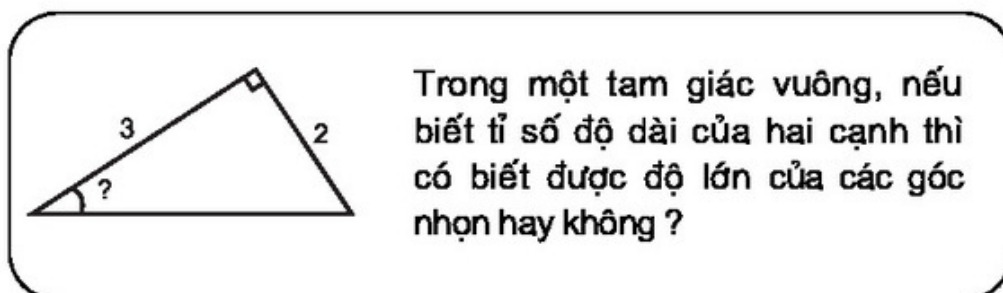 3
2
?
Trong một tam giác vuông, nếu
biết tỉ số độ dài của hai cạnh thì
có biết được độ lớn của các góc
nhọn hay không ?